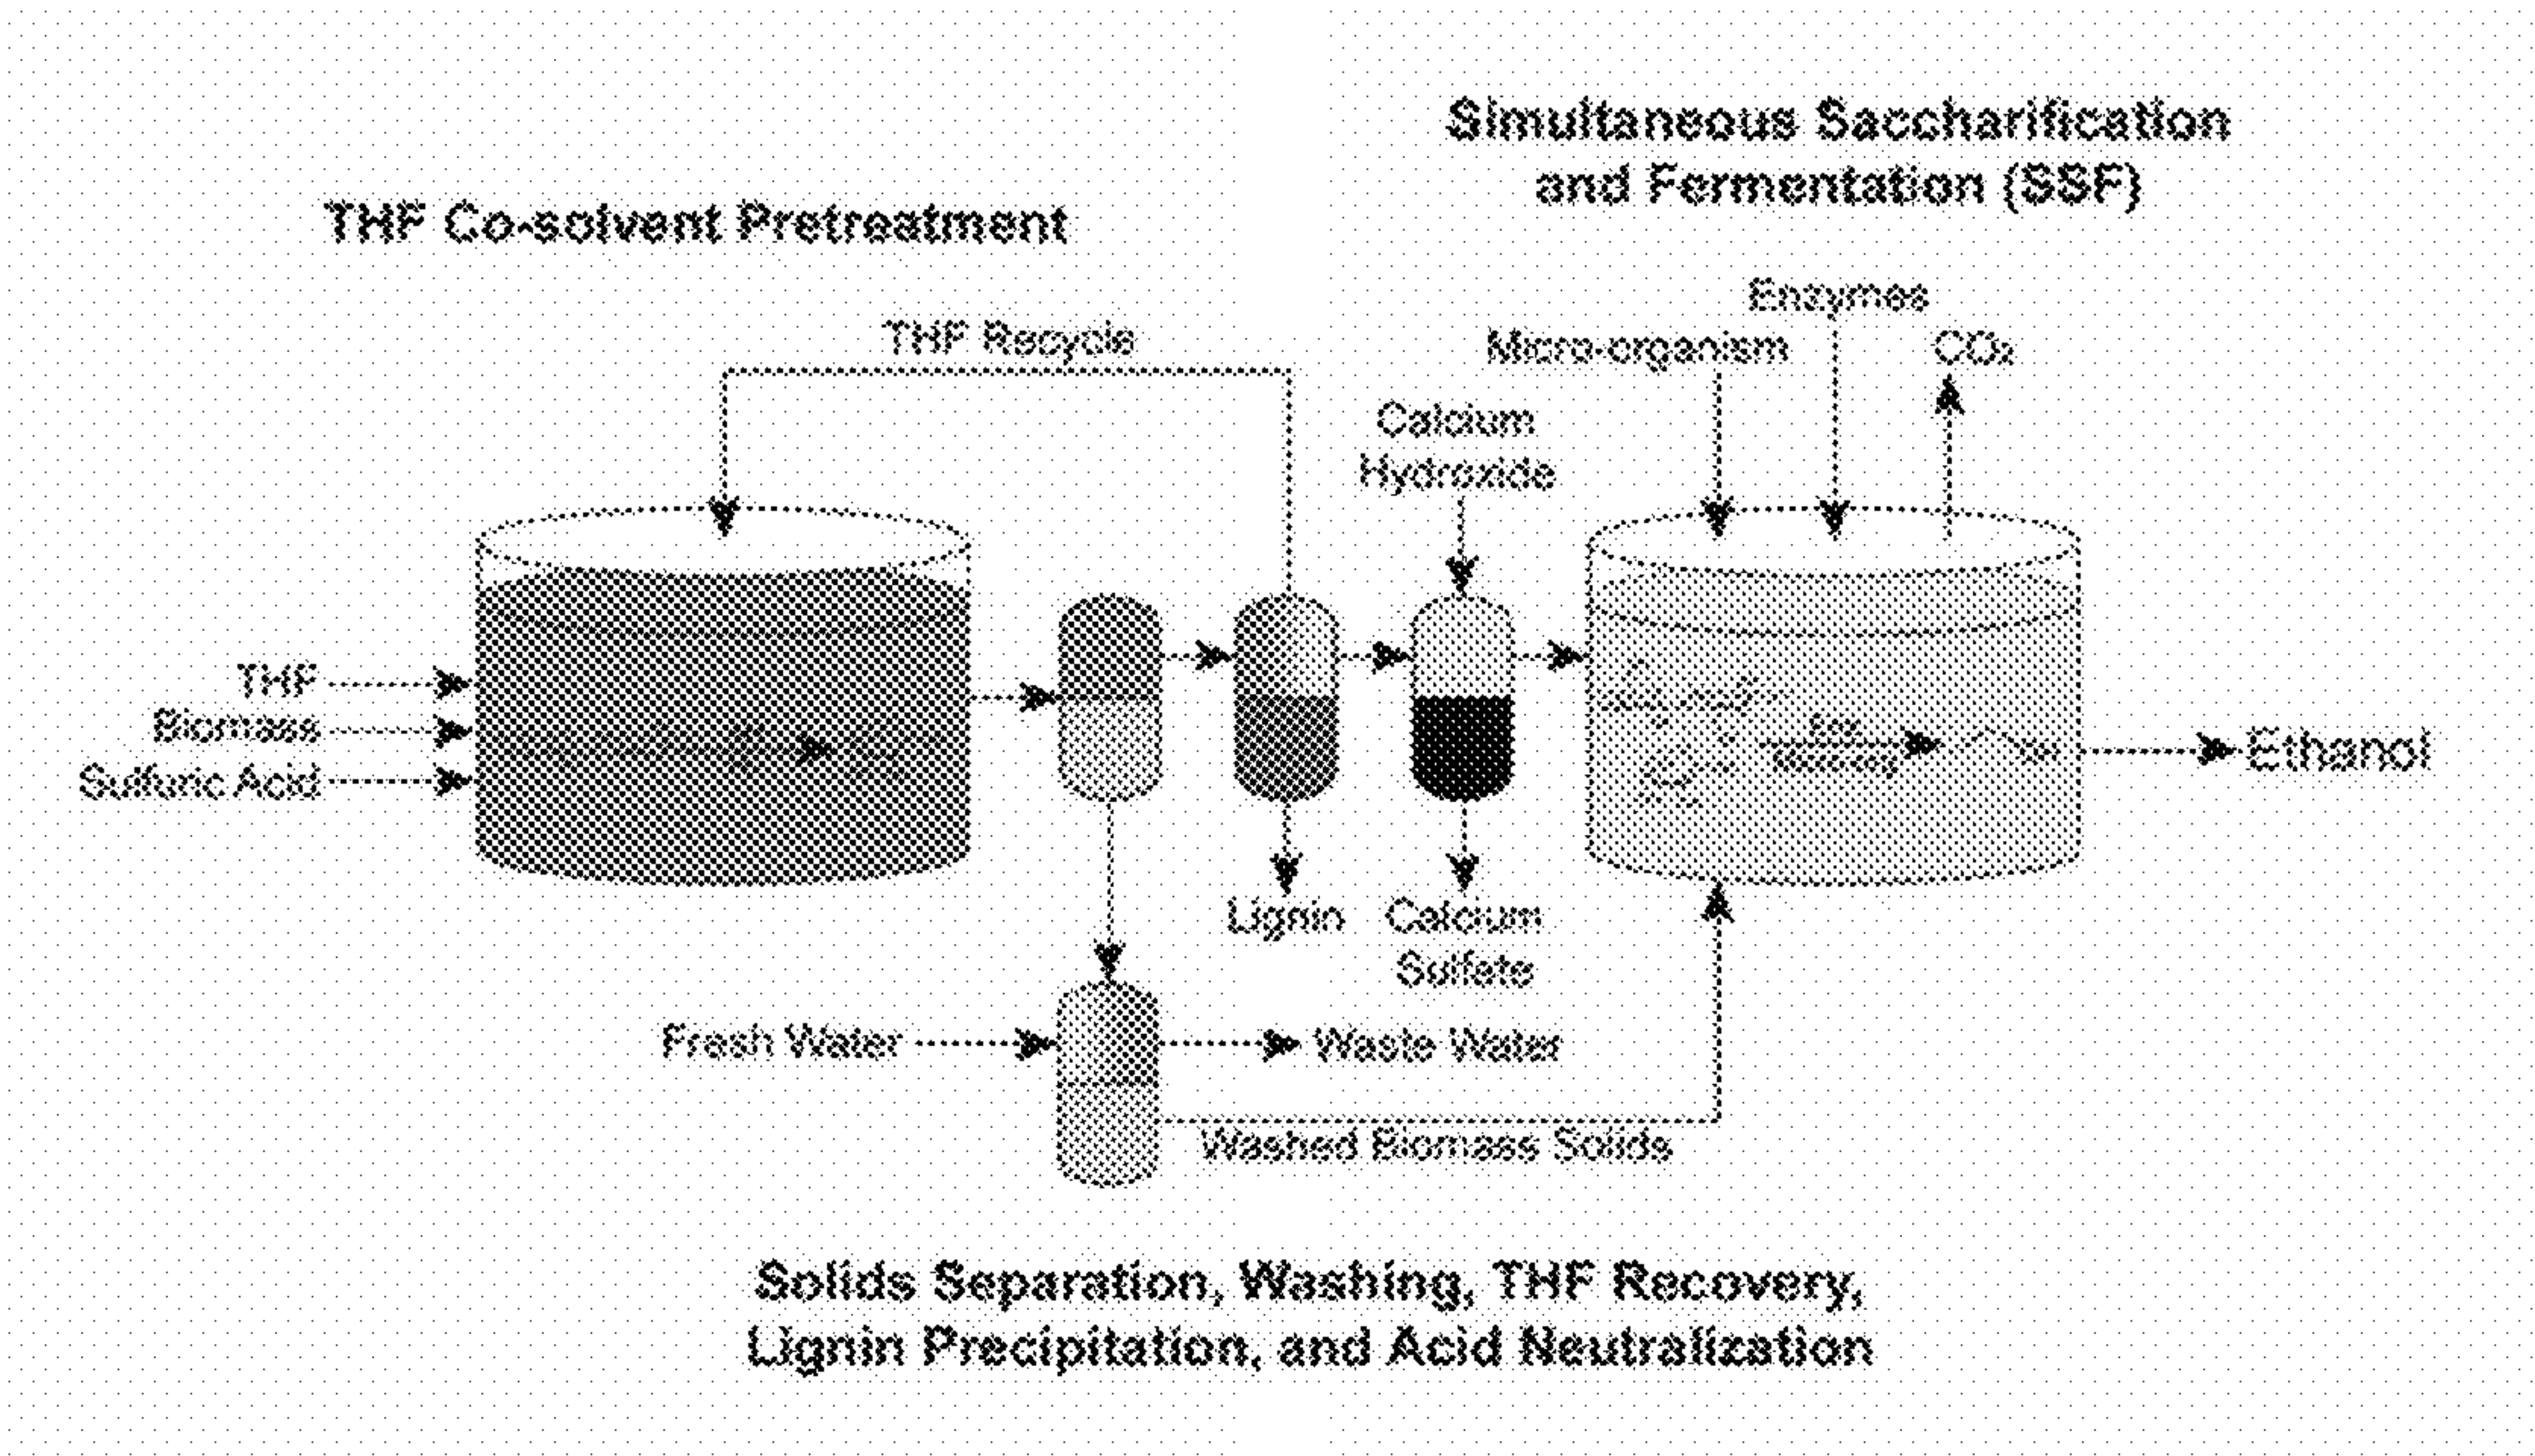 Simultaneous Saccharification
and Fermentation (SSF)
THF Co-solvent Pretreatment
Enzymes
THF Recycle
Micro-organism
CO₂
Calcium
Hydroxide
THF
Biomass
Sulfuric Acid
Ethanol
Lignin
Calcium
Sulfate
Fresh Water
Waste Water
Washed Biomass Solids
Solids Separation, Washing, THF Recovery,
Lignin Precipitation, and Acid Neutralization